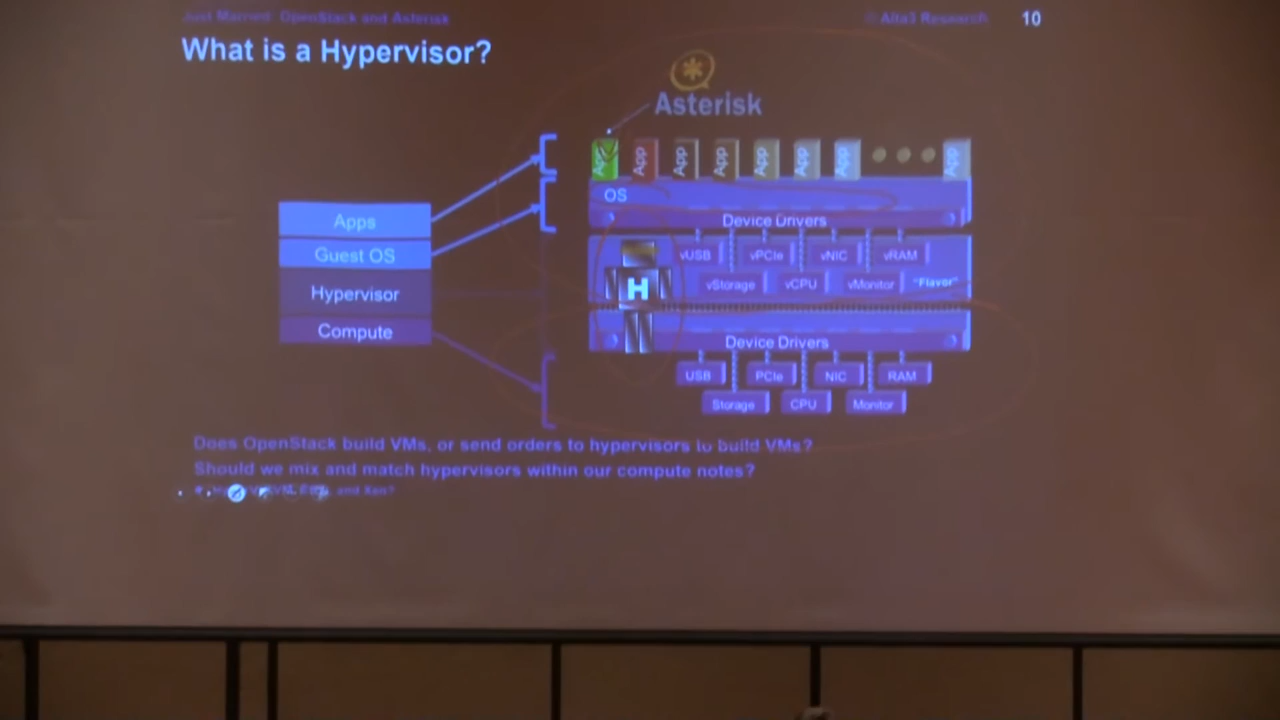 Just Married: OpenStack and Asterisk
© Alta3 Research
10
What is a Hypervisor?
Asterisk
App App App App App App App App
OS
Device Drivers
Apps
Guest OS
Hypervisor
Compute
vUSB vPCIe vNIC vRAM
vStorage vCPU vMonitor "Flavor"
H
Device Drivers
USB PCIe NIC RAM
Storage CPU Monitor
Does OpenStack build VMs, or send orders to hypervisors to build VMs?
Should we mix and match hypervisors within our compute notes?
and Xen?